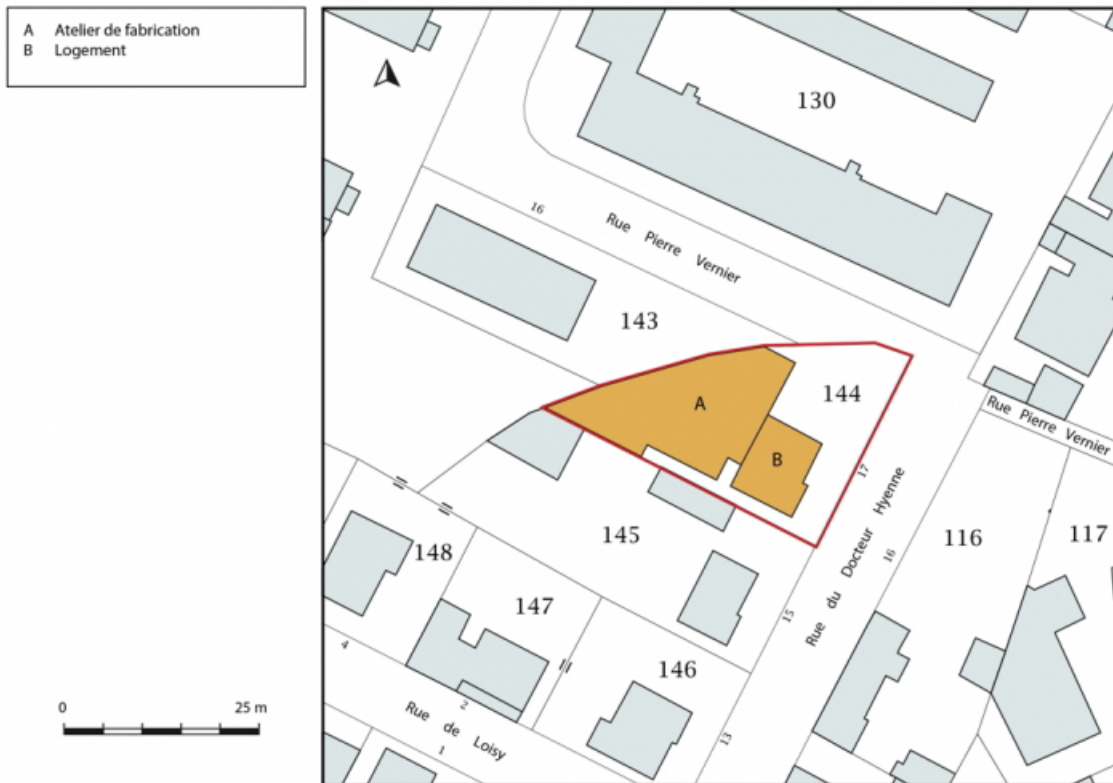 A Atelier de fabrication
B Logement
130
16
Rue Pierre Vernier
143
144
A
B
17
Rue Pierre Vernier
Rue du Docteur Hyenne
16
116
117
145
148
147
15
146
4
2
Rue de Loisy
1
13
0 25 m